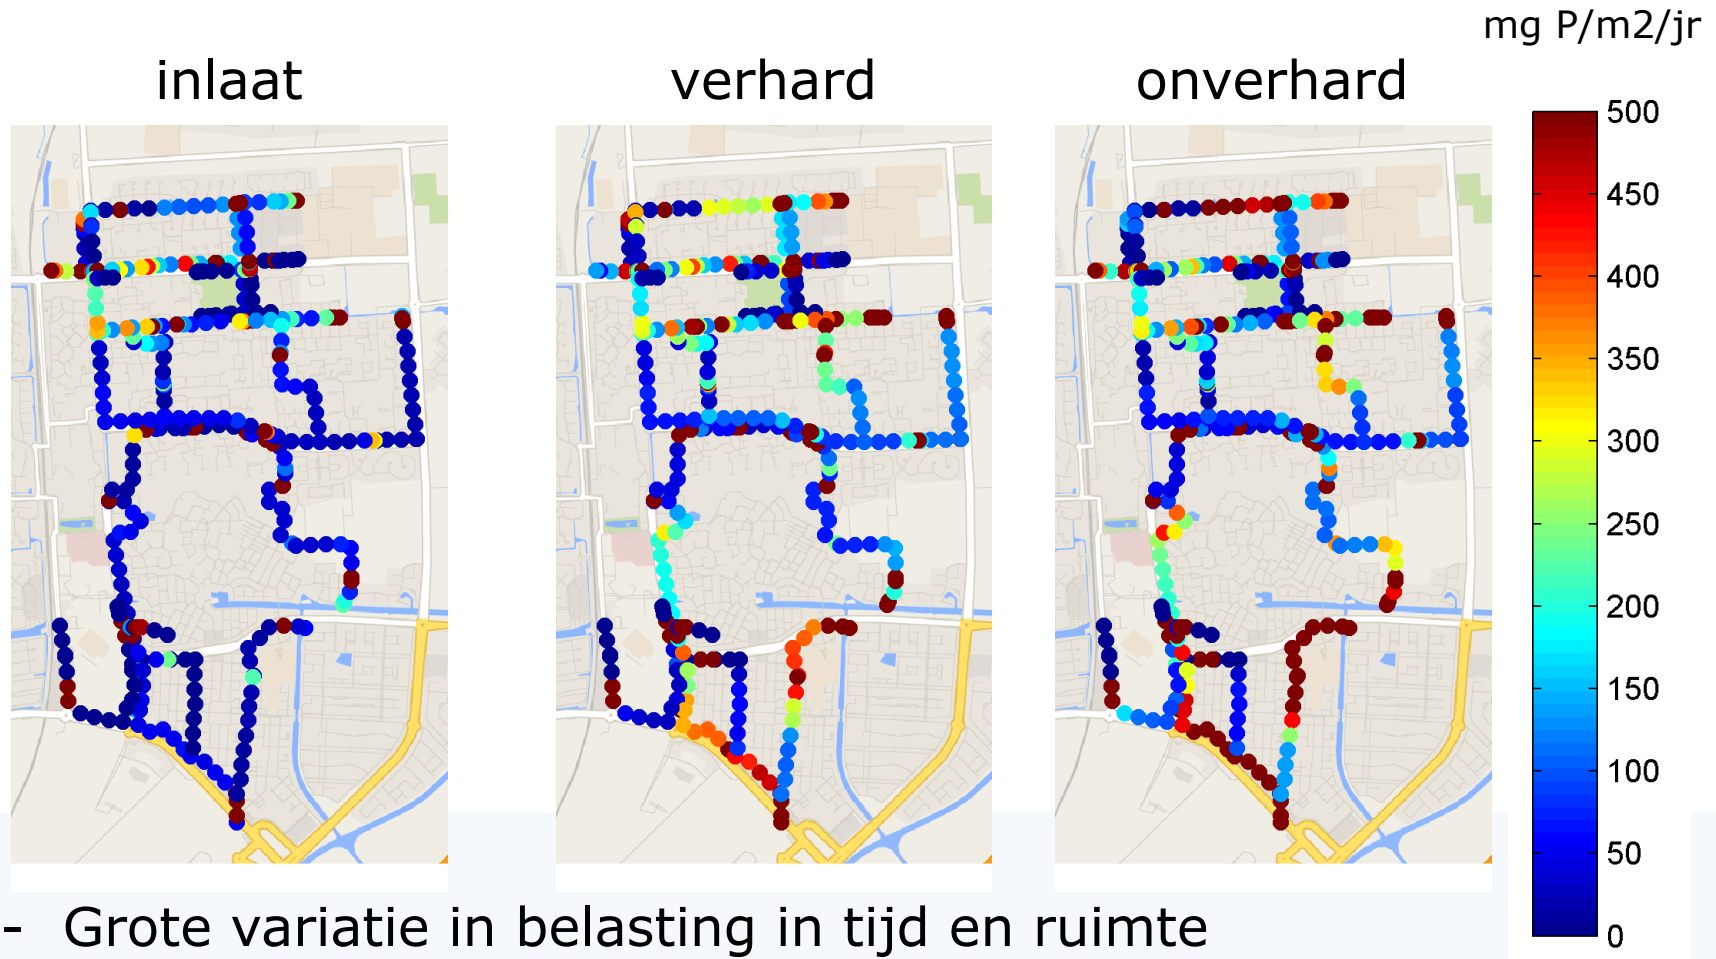 mg P/m2/jr
inlaat
verhard
onverhard
500
450
400
350
300
250
200
150
100
50
0
- Grote variatie in belasting in tijd en ruimte